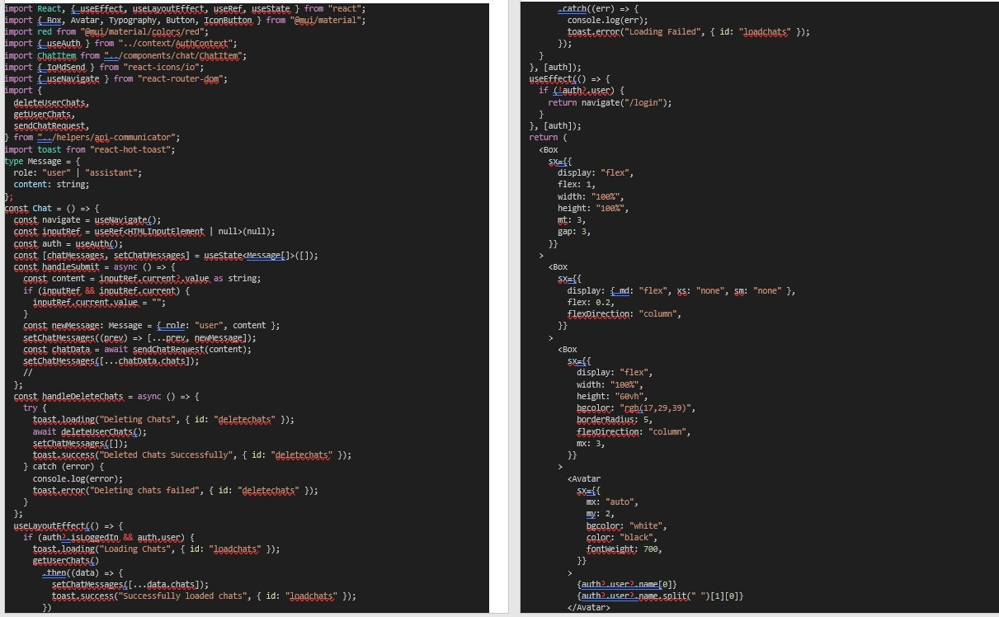 import React, { useEffect, useLayoutEffect, useRef, useState } from "react";
import { Box, Avatar, Typography, Button, IconButton } from "@mui/material";
import red from "@mui/material/colors/red";
import { useAuth } from "../context/AuthContext";
import ChatItem from "../components/chat/ChatItem";
import { IoMdSend } from "react-icons/io";
import { useNavigate } from "react-router-dom";
import {
  deleteUserChats,
  getUserChats,
  sendChatRequest,
} from "../helpers/api-communicator";
import toast from "react-hot-toast";
type Message = {
  role: "user" | "assistant";
  content: string;
};
const Chat = () => {
  const navigate = useNavigate();
  const inputRef = useRef<HTMLInputElement | null>(null);
  const auth = useAuth();
  const [chatMessages, setChatMessages] = useState<Message[]>([]);
  const handleSubmit = async () => {
    const content = inputRef.current?.value as string;
    if (inputRef && inputRef.current) {
      inputRef.current.value = "";
    }
    const newMessage: Message = { role: "user", content };
    setChatMessages((prev) => [...prev, newMessage]);
    const chatData = await sendChatRequest(content);
    setChatMessages([...chatData.chats]);
    //
  };
  const handleDeleteChats = async () => {
    try {
      toast.loading("Deleting Chats", { id: "deletechats" });
      await deleteUserChats();
      setChatMessages([]);
      toast.success("Deleted Chats Successfully", { id: "deletechats" });
    } catch (error) {
      console.log(error);
      toast.error("Deleting chats failed", { id: "deletechats" });
    }
  };
  useLayoutEffect(() => {
    if (auth?.isLoggedIn && auth.user) {
      toast.loading("Loading Chats", { id: "loadchats" });
      getUserChats()
        .then((data) => {
          setChatMessages([...data.chats]);
          toast.success("Successfully loaded chats", { id: "loadchats" });
        })
        .catch((err) => {
          console.log(err);
          toast.error("Loading Failed", { id: "loadchats" });
        });
    }
  }, [auth]);
  useEffect(() => {
    if (!auth?.user) {
      return navigate("/login");
    }
  }, [auth]);
  return (
    <Box
      sx={{
        display: "flex",
        flex: 1,
        width: "100%",
        height: "100%",
        mt: 3,
        gap: 3,
      }}
    >
      <Box
        sx={{
          display: { md: "flex", xs: "none", sm: "none" },
          flex: 0.2,
          flexDirection: "column",
        }}
      >
        <Box
          sx={{
            display: "flex",
            width: "100%",
            height: "60vh",
            bgcolor: "rgb(17,29,39)",
            borderRadius: 5,
            flexDirection: "column",
            mx: 3,
          }}
        >
          <Avatar
            sx={{
              mx: "auto",
              my: 2,
              bgcolor: "white",
              color: "black",
              fontWeight: 700,
            }}
          >
            {auth?.user?.name[0]}
            {auth?.user?.name.split(" ")[1][0]}
          </Avatar>